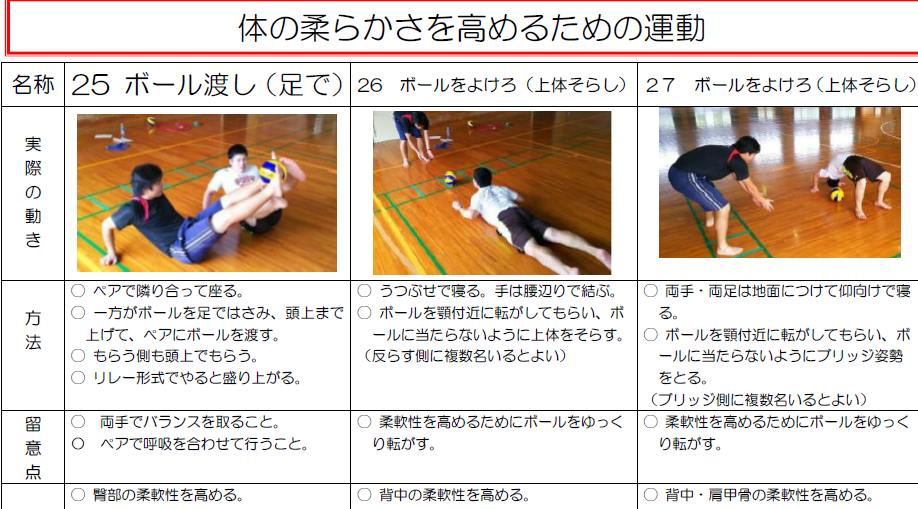 体の柔らかさを高めるための運動
名称
25 ボール渡し(足で)
26 ボールをよけろ(上体そらし)
27 ボールをよけろ(上体そらし)
実際の動き
方法
○ ペアで隣り合って座る。
○ 一方がボールを足ではさみ、頭上まで
上げて、ペアにボールを渡す。
○ もらう側も頭上でもらう。
○ リレー形式でやると盛り上がる。
○ うつぶせで寝る。手は腰辺りで結ぶ。
○ ボールを顎付近に転がしてもらい、ボ
ールに当たらないように上体をそらす。
(反らす側に複数名いるとよい)
○ 両手・両足は地面につけて仰向けで寝
る。
○ ボールを顎付近に転がしてもらい、ボ
ールに当たらないようにブリッジ姿勢
をとる。
(ブリッジ側に複数名いるとよい)
留意点
○ 両手でバランスを取ること。
○ ペアで呼吸を合わせて行うこと。
○ 柔軟性を高めるためにボールをゆっく
り転がす。
○ 柔軟性を高めるためにボールをゆっく
り転がす。
○ 臀部の柔軟性を高める。
○ 背中の柔軟性を高める。
○ 背中・肩甲骨の柔軟性を高める。